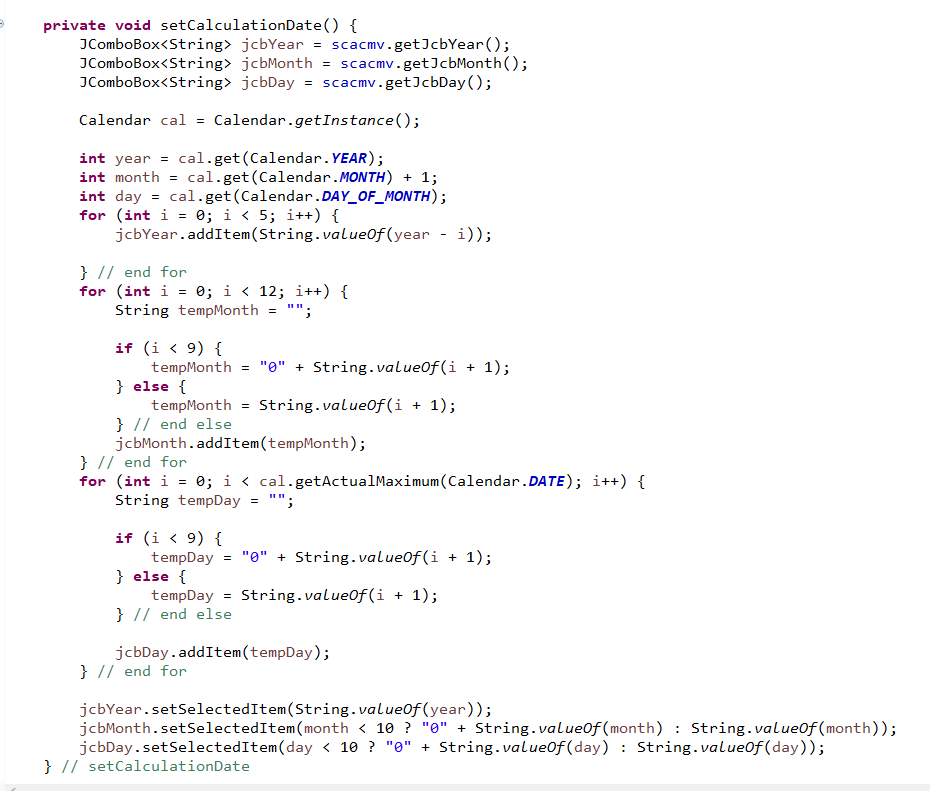 private void setCalculationDate() {
    JComboBox<String> jcbYear = scacmv.getJcbYear();
    JComboBox<String> jcbMonth = scacmv.getJcbMonth();
    JComboBox<String> jcbDay = scacmv.getJcbDay();

    Calendar cal = Calendar.getInstance();

    int year = cal.get(Calendar.YEAR);
    int month = cal.get(Calendar.MONTH) + 1;
    int day = cal.get(Calendar.DAY_OF_MONTH);
    for (int i = 0; i < 5; i++) {
        jcbYear.addItem(String.valueOf(year - i));

    } // end for
    for (int i = 0; i < 12; i++) {
        String tempMonth = "";

        if (i < 9) {
            tempMonth = "0" + String.valueOf(i + 1);
        } else {
            tempMonth = String.valueOf(i + 1);
        } // end else
        jcbMonth.addItem(tempMonth);
    } // end for
    for (int i = 0; i < cal.getActualMaximum(Calendar.DATE); i++) {
        String tempDay = "";

        if (i < 9) {
            tempDay = "0" + String.valueOf(i + 1);
        } else {
            tempDay = String.valueOf(i + 1);
        } // end else

        jcbDay.addItem(tempDay);
    } // end for

    jcbYear.setSelectedItem(String.valueOf(year));
    jcbMonth.setSelectedItem(month < 10 ? "0" + String.valueOf(month) : String.valueOf(month));
    jcbDay.setSelectedItem(day < 10 ? "0" + String.valueOf(day) : String.valueOf(day));
} // setCalculationDate